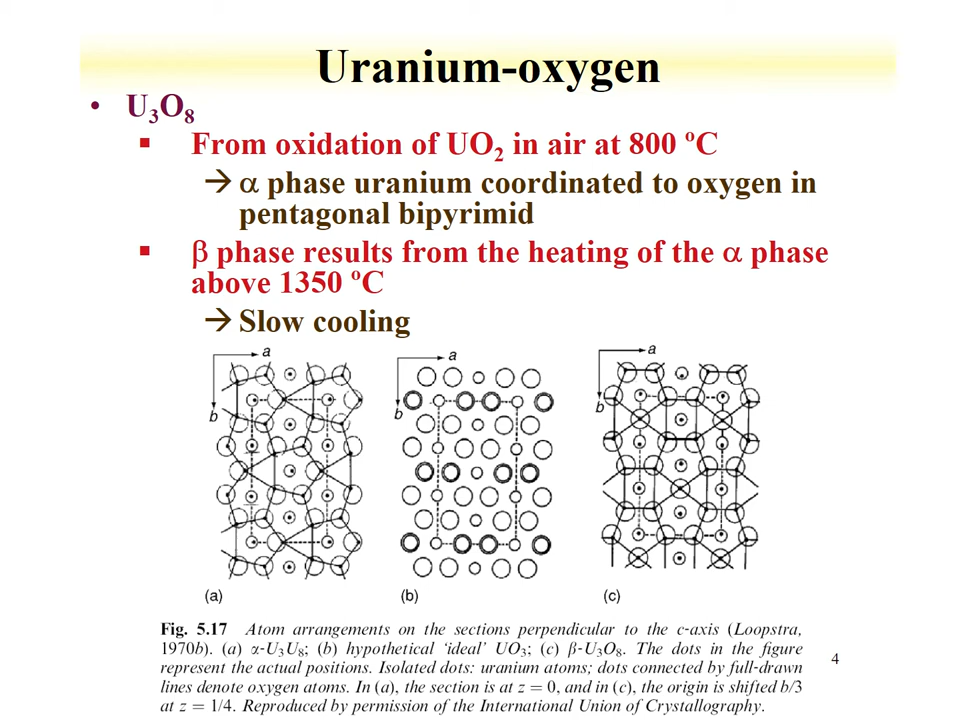 Uranium-oxygen
• U₃O₈
▪ From oxidation of UO₂ in air at 800 ºC
→ α phase uranium coordinated to oxygen in
pentagonal bipyrimid
▪ β phase results from the heating of the α phase
above 1350 ºC
→ Slow cooling
a
b
a
b
a
b
(a)
(b)
(c)
Fig. 5.17 Atom arrangements on the sections perpendicular to the c-axis (Loopstra,
1970b). (a) α-U₃U₈; (b) hypothetical ‘ideal’ UO₃; (c) β-U₃O₈. The dots in the figure
represent the actual positions. Isolated dots: uranium atoms; dots connected by full-drawn
lines denote oxygen atoms. In (a), the section is at z = 0, and in (c), the origin is shifted b/3
at z = 1/4. Reproduced by permission of the International Union of Crystallography.
4